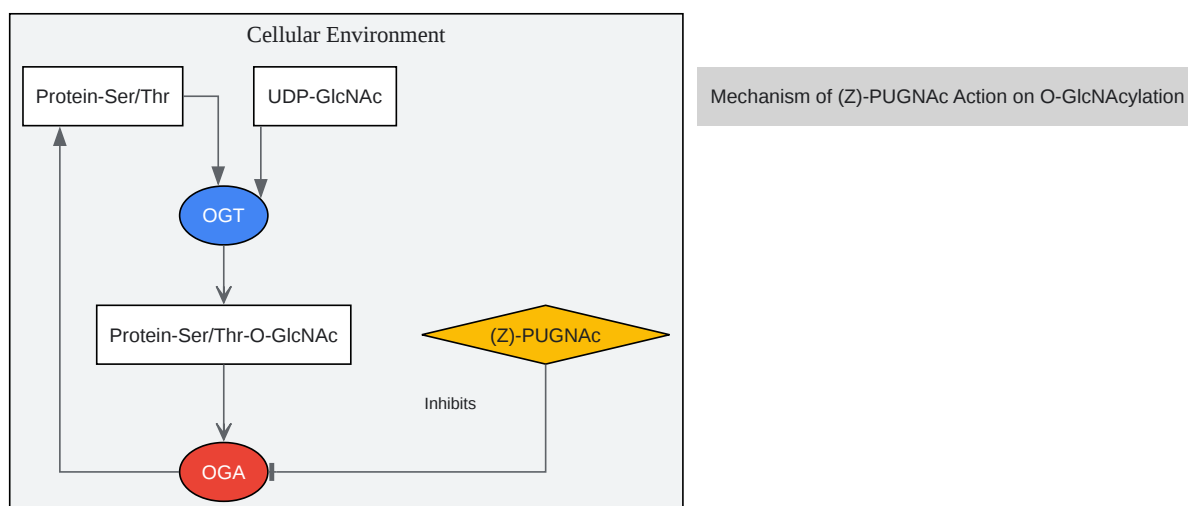 Cellular Environment
Protein-Ser/Thr
UDP-GlcNAc
Mechanism of (Z)-PUGNAc Action on O-GlcNAcylation
OGT
Protein-Ser/Thr-O-GlcNAc
(Z)-PUGNAc
Inhibits
OGA